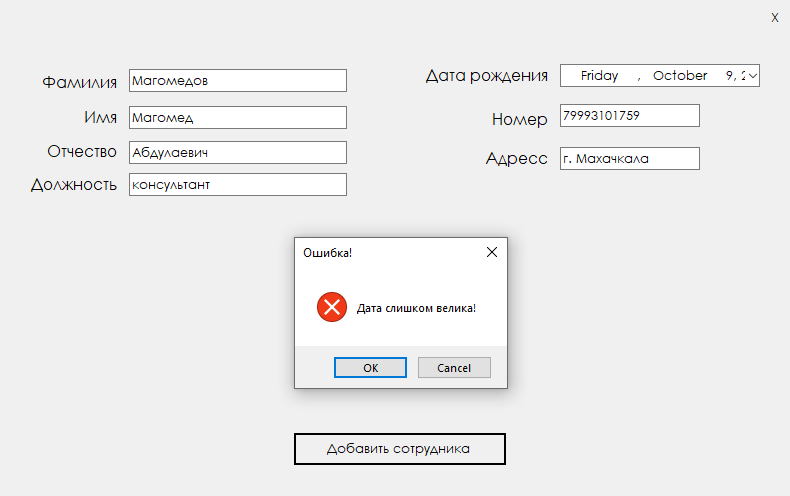 X
Фамилия Магомедов
Имя Магомед
Отчество Абдулаевич
Должность консультант
Дата рождения Friday , October 9, 2
Номер 79993101759
Адресс г. Махачкала
Ошибка!
Дата слишком велика!
OK Cancel
Добавить сотрудника